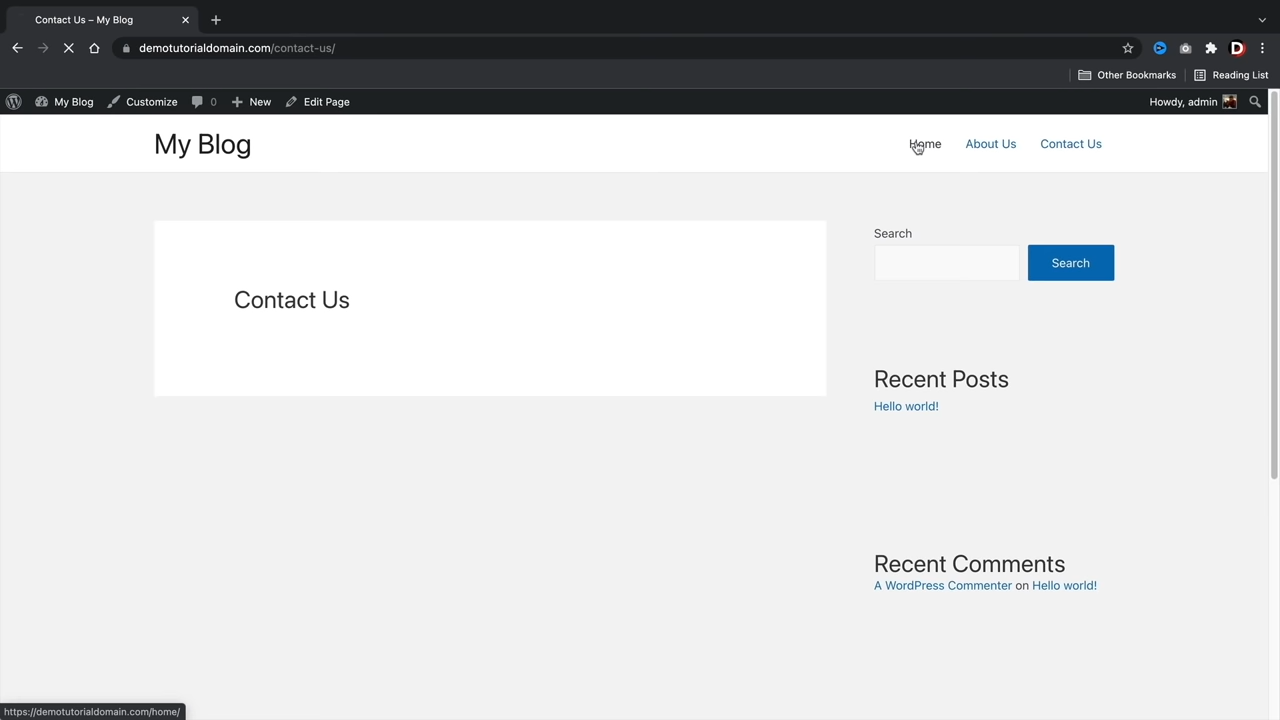 Contact Us – My Blog
demotutorialdomain.com/contact-us/
D
Other Bookmarks Reading List
My Blog Customize 0 New Edit Page Howdy, admin
My Blog Home About Us Contact Us
Contact Us
Search
Search
Recent Posts
Hello world!
Recent Comments
A WordPress Commenter on Hello world!
https://demotutorialdomain.com/home/